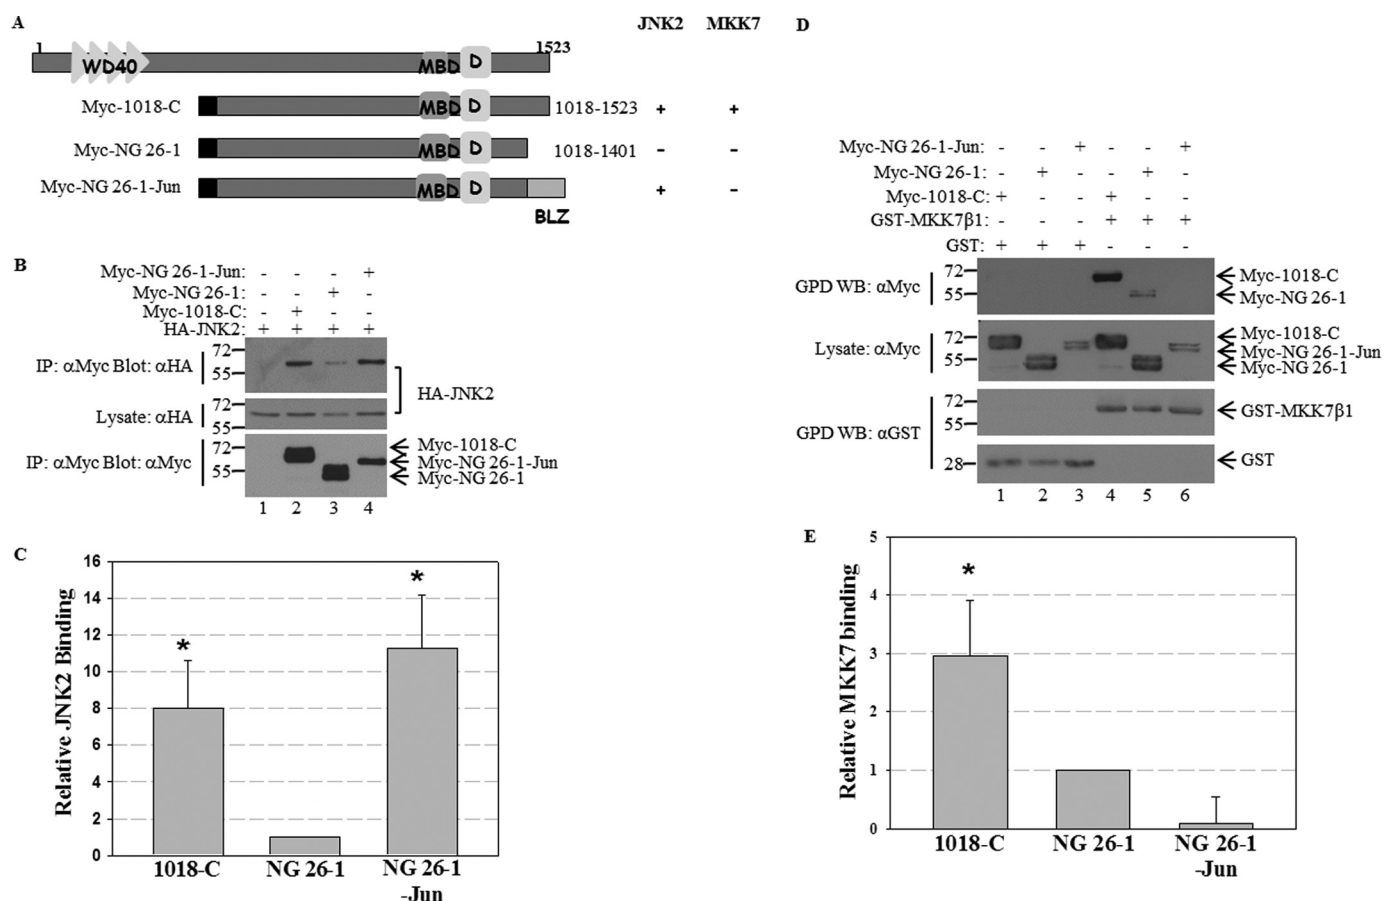 A
JNK2 MKK7
1 1523
WD40 MBD D
Myc-1018-C MBD D 1018-1523 + +
Myc-NG 26-1 MBD D 1018-1401 - -
Myc-NG 26-1-Jun MBD D + -
BLZ
B
Myc-NG 26-1-Jun: - - - +
Myc-NG 26-1: - - + -
Myc-1018-C: - + - -
HA-JNK2: + + + +
IP: αMyc Blot: αHA 72 55
HA-JNK2
Lysate: αHA 72 55
IP: αMyc Blot: αMyc 72 55
Myc-1018-C
Myc-NG 26-1-Jun
Myc-NG 26-1
1 2 3 4
C
Relative JNK2 Binding
16
14
12
10
8
6
4
2
0
* *
1018-C NG 26-1 NG 26-1
-Jun
D
Myc-NG 26-1-Jun: - - + - - +
Myc-NG 26-1: - + - - + -
Myc-1018-C: + - - + - -
GST-MKK7β1: - - - + + +
GST: + + + - - -
GPD WB: αMyc 72 55
Myc-1018-C
Myc-NG 26-1
Lysate: αMyc 72 55
Myc-1018-C
Myc-NG 26-1-Jun
Myc-NG 26-1
GPD WB: αGST 72 55
GST-MKK7β1
28 GST
1 2 3 4 5 6
E
Relative MKK7 binding
5
4
3
2
1
0
*
1018-C NG 26-1 NG 26-1
-Jun